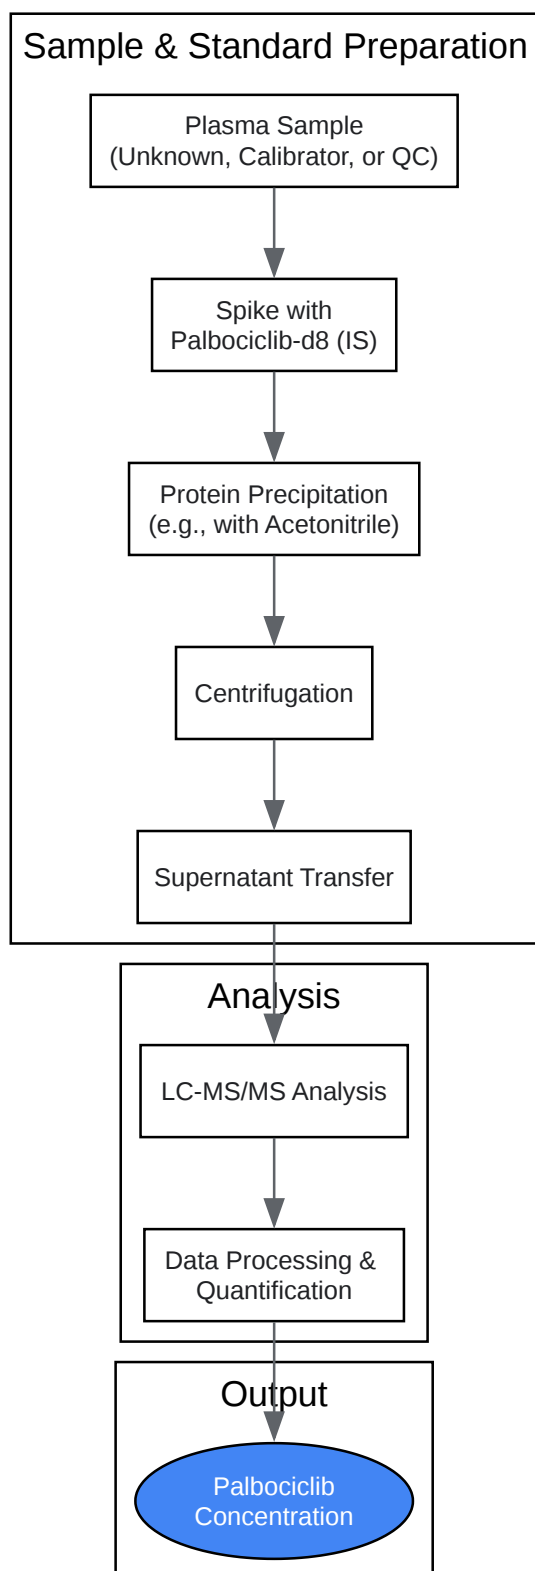 Sample & Standard Preparation
Plasma Sample
(Unknown, Calibrator, or QC)
Spike with
Palbociclib-d8 (IS)
Protein Precipitation
(e.g., with Acetonitrile)
Centrifugation
Supernatant Transfer
Analysis
LC-MS/MS Analysis
Data Processing &
Quantification
Output
Palbociclib
Concentration